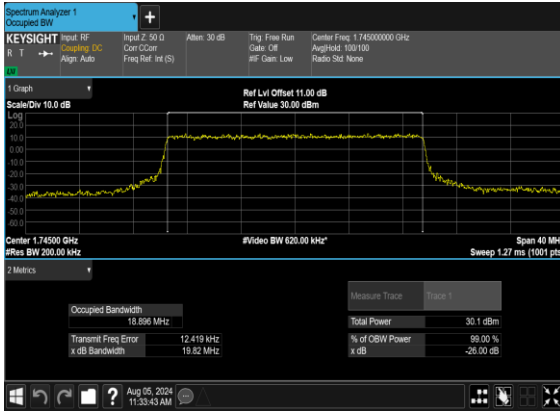 Spectrum Analyzer 1
Occupied BW
+
KEYSIGHT Input: RF Input Z: 50 Ω Atten: 30 dB Trig: Free Run Center Freq: 1.745000000 GHz
R T Coupling: DC Corr CCorr Gate: Off Avg|Hold: 100/100
Align: Auto Freq Ref: Int (S) #IF Gain: Low Radio Std: None
1 Graph
Ref Lvl Offset 11.00 dB
Scale/Div 10.0 dB Ref Value 30.00 dBm
Log
20.0
10.0
0.00
-10.0
-20.0
-30.0
-40.0
-50.0
-60.0
Center 1.74500 GHz #Video BW 620.00 kHz* Span 40 MH
#Res BW 200.00 kHz Sweep 1.27 ms (1001 pts
2 Metrics
Measure Trace Trace 1
Occupied Bandwidth
18.896 MHz Total Power 30.1 dBm
Transmit Freq Error 12.419 kHz % of OBW Power 99.00 %
x dB Bandwidth 19.82 MHz x dB -26.00 dB
? Aug 05, 2024
11:33:43 AM